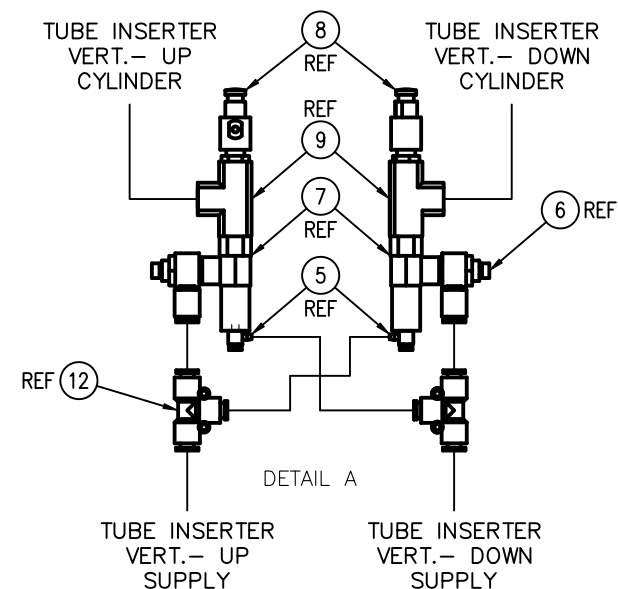 TUBE INSERTER
VERT.– UP
CYLINDER
8
REF
TUBE INSERTER
VERT.– DOWN
CYLINDER
REF
9
7
REF
6 REF
5
REF
REF 12
DETAIL A
TUBE INSERTER
VERT.– UP
SUPPLY
TUBE INSERTER
VERT.– DOWN
SUPPLY